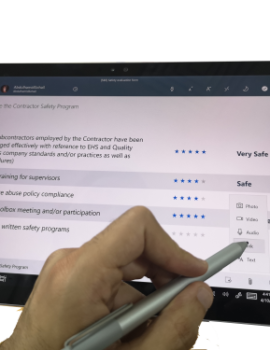 the Contractor Safety Program
bcontractors employed by the Contractor have been
ged effectively with reference to EHS and Quality
company standards and/or practices as well as
ures)
Very Safe
raining for supervisors
Safe
e abuse policy compliance
Photo
olbox meeting and/or participation
Video
written safety programs
Audio
Text
Safety Program